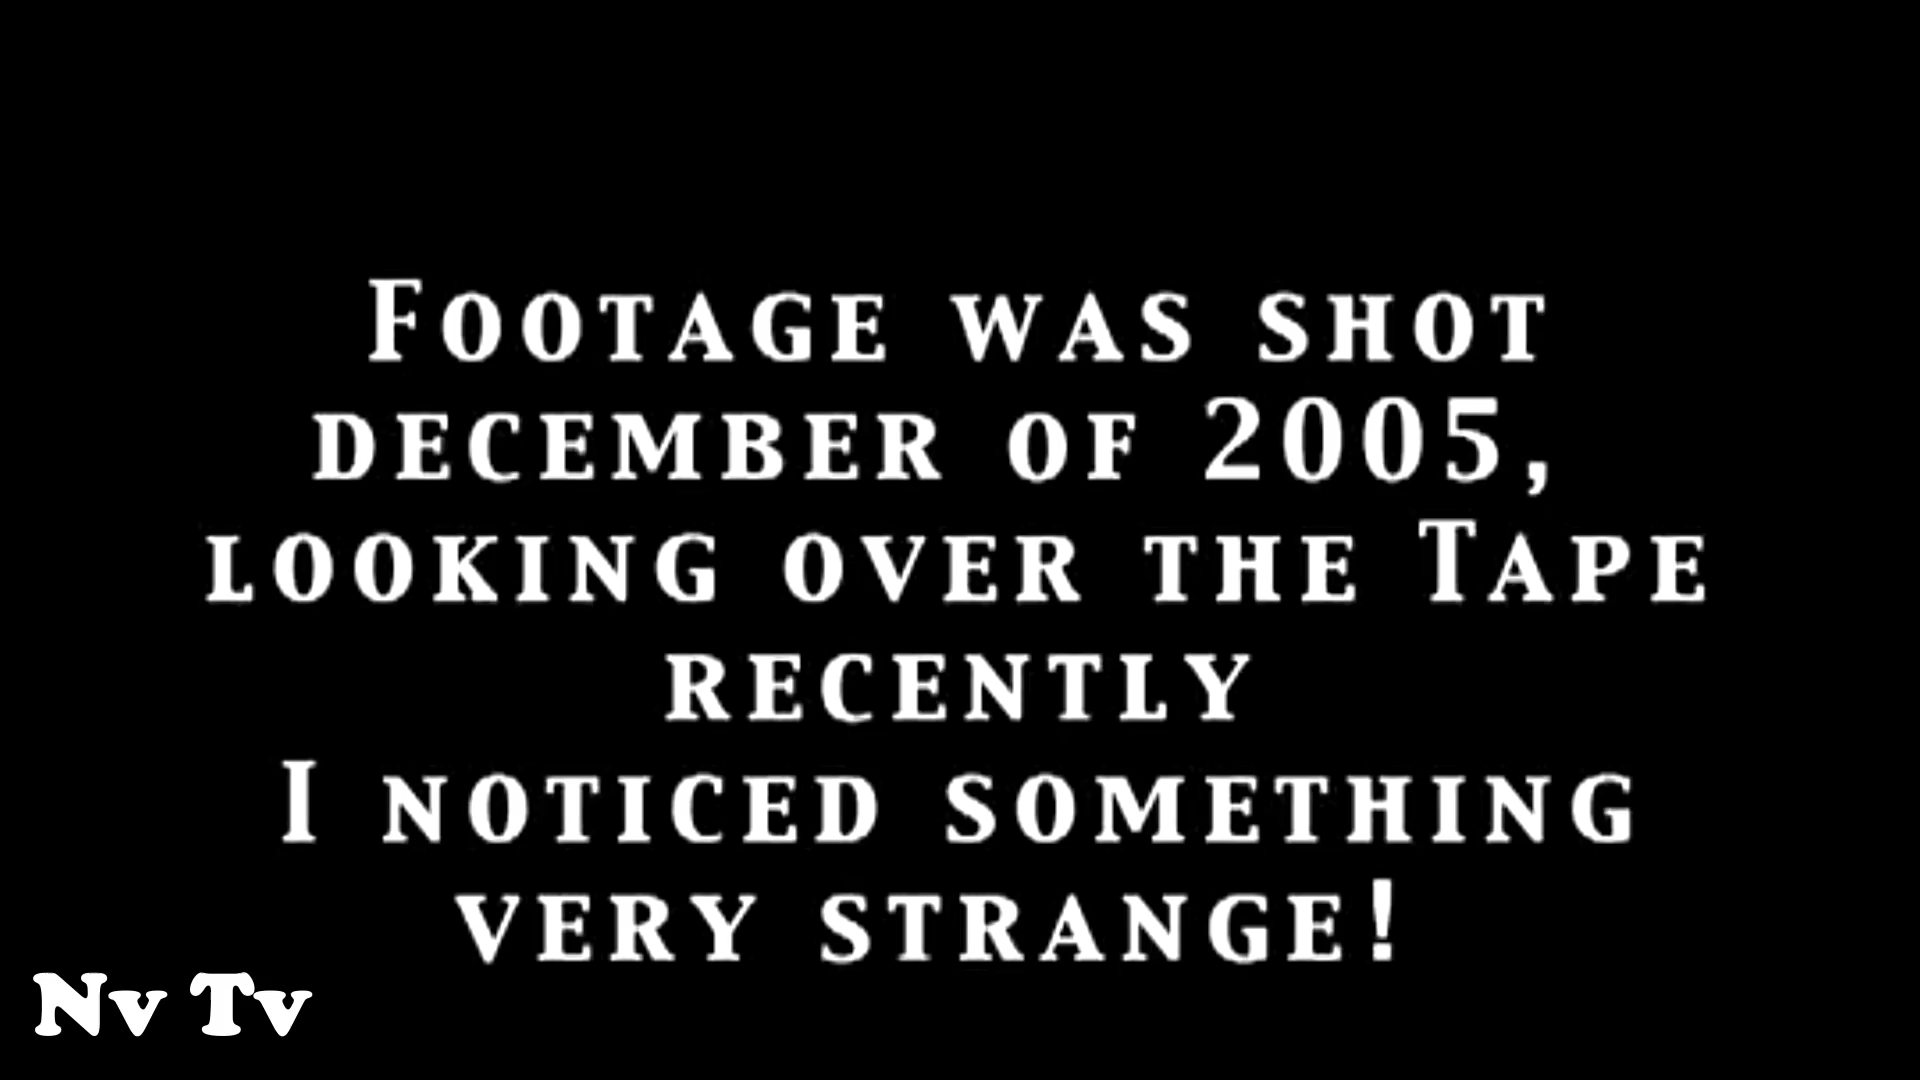 Footage was shot
december of 2005,
looking over the Tape
recently
I noticed something
very strange!
Nv Tv